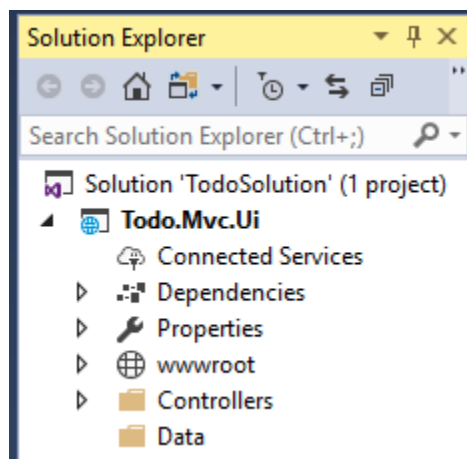 Solution Explorer
Search Solution Explorer (Ctrl+;)
Solution 'TodoSolution' (1 project)
Todo.Mvc.Ui
Connected Services
Dependencies
Properties
wwwroot
Controllers
Data